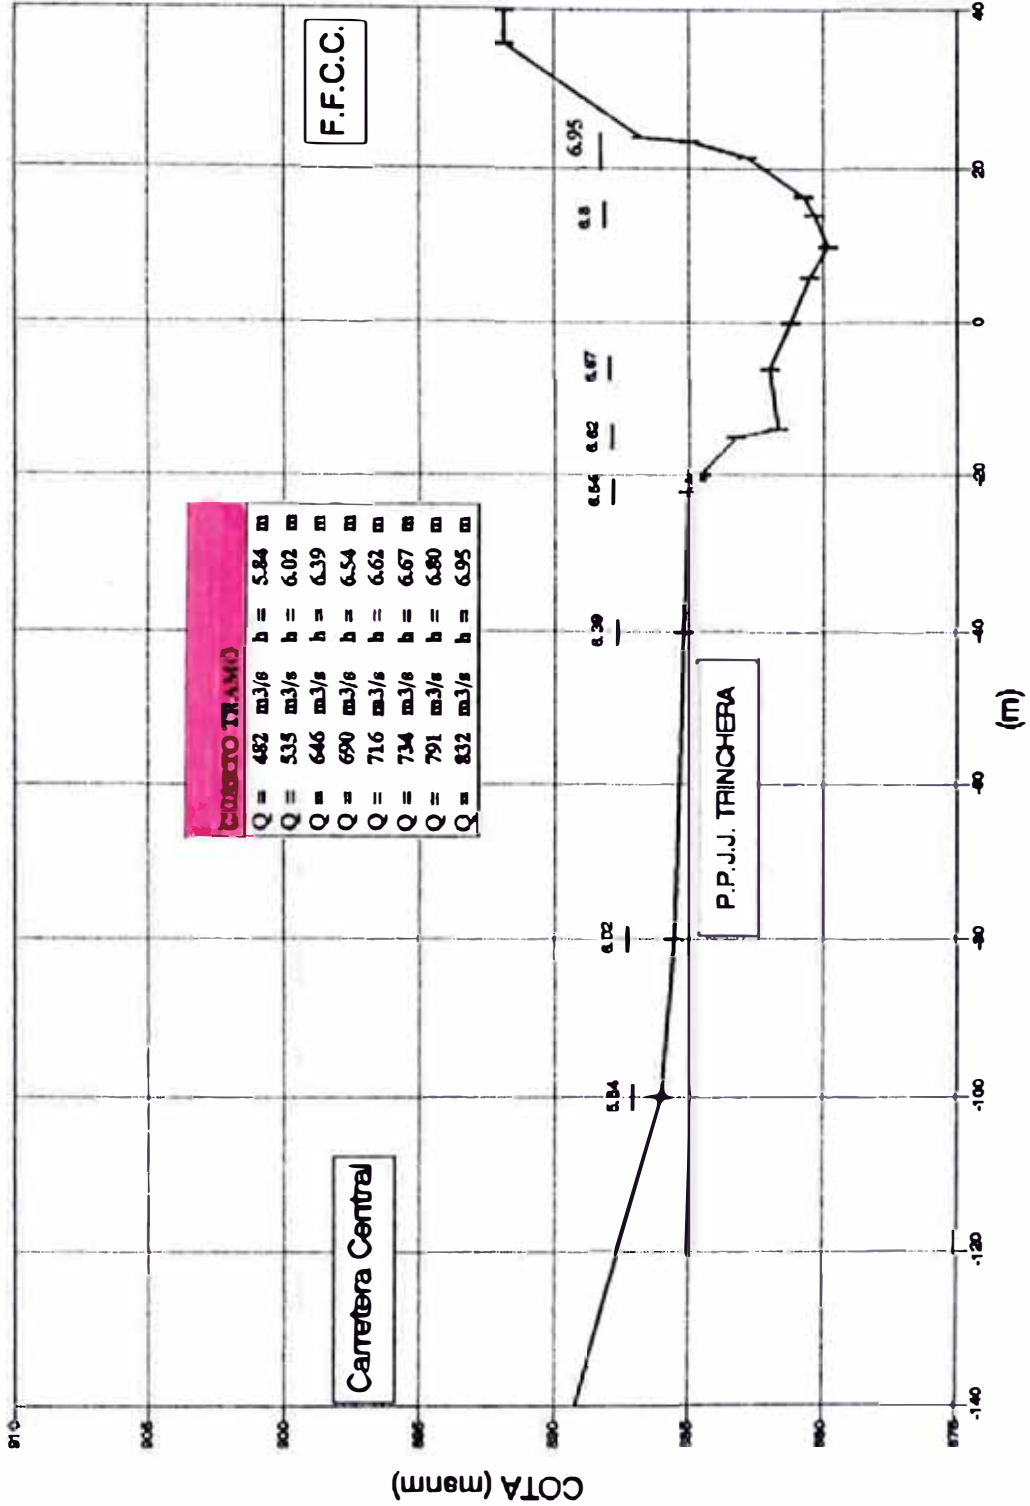 F.F.C.C.
Carretera Central
TRAMO
Q = 482 m3/s h = 5.84 m
Q = 535 m3/s h = 6.02 m
Q = 646 m3/s h = 6.39 m
Q = 690 m3/s h = 6.54 m
Q = 716 m3/s h = 6.62 m
Q = 734 m3/s h = 6.67 m
Q = 791 m3/s h = 6.80 m
Q = 832 m3/s h = 6.95 m
5.84
6.02
6.39
6.54
6.62
6.67
6.8
6.95
P.P.J.J. TRINCHERA
COTA (msnm)
910
905
900
895
890
885
880
875
-140
-120
-100
-80
-60
-40
-20
0
20
40
(m)